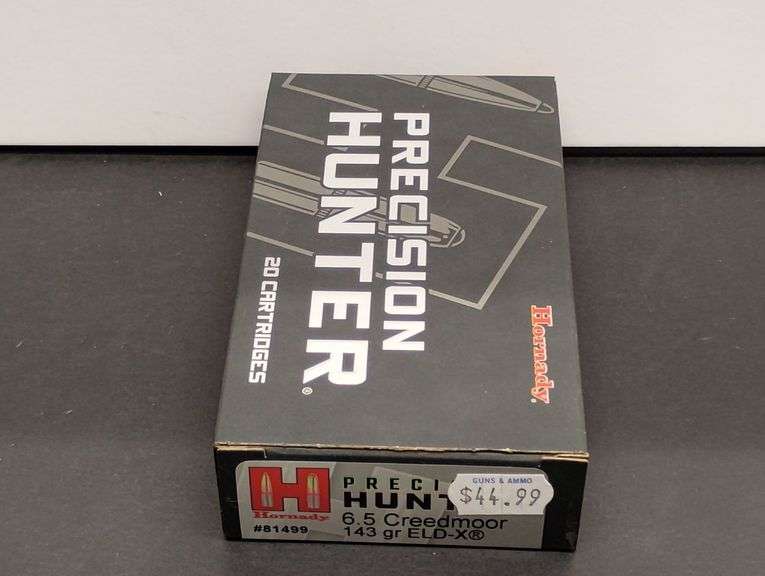 PRECISION
HUNTER®
20 CARTRIDGES
Hornady®
H
Hornady
#81499
PRECI
HUNT
6.5 Creedmoor
143 gr ELD-X®
GUNS & AMMO
$44.99